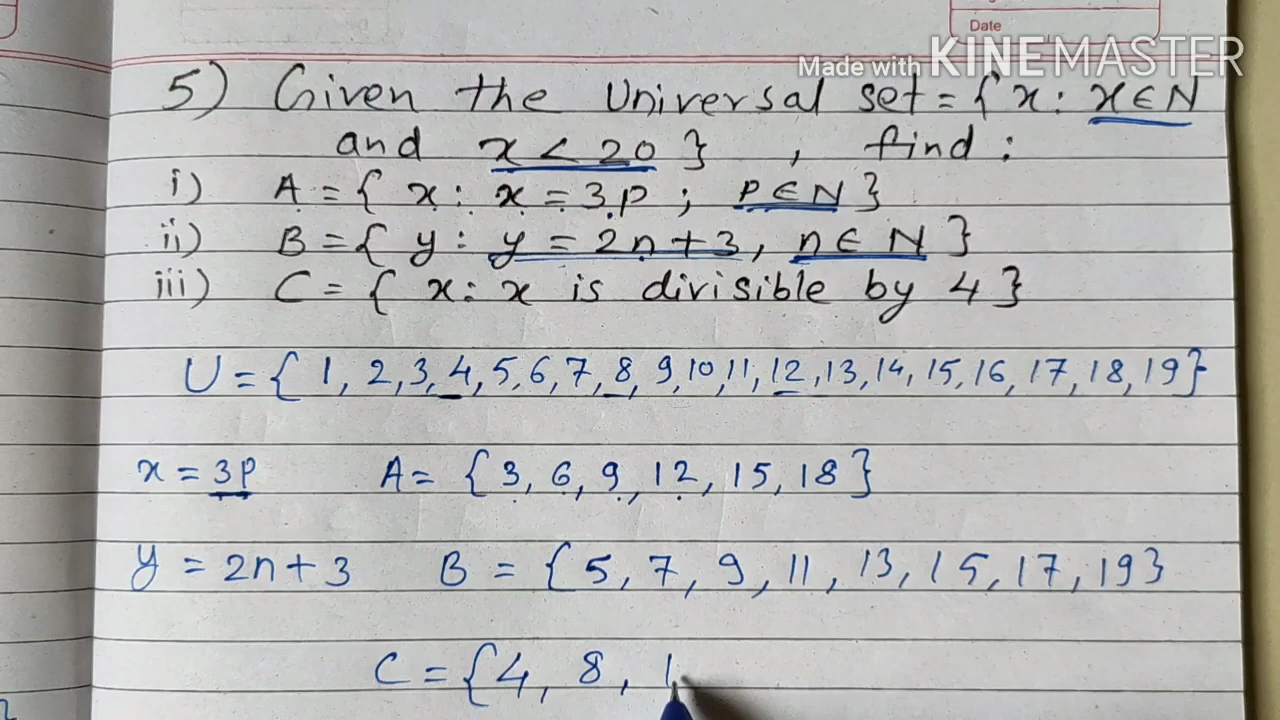 Date
Made with KINEMASTER
5) Given the Universal set = { x : x ∈ N
and x < 20 } , find :
i) A = { x : x = 3p ; p ∈ N }
ii) B = { y : y = 2n + 3, n ∈ N }
iii) C = { x : x is divisible by 4 }
U = { 1, 2, 3, 4, 5, 6, 7, 8, 9, 10, 11, 12, 13, 14, 15, 16, 17, 18, 19 }
x = 3p A = { 3, 6, 9, 12, 15, 18 }
y = 2n + 3 B = { 5, 7, 9, 11, 13, 15, 17, 19 }
C = { 4, 8, 1